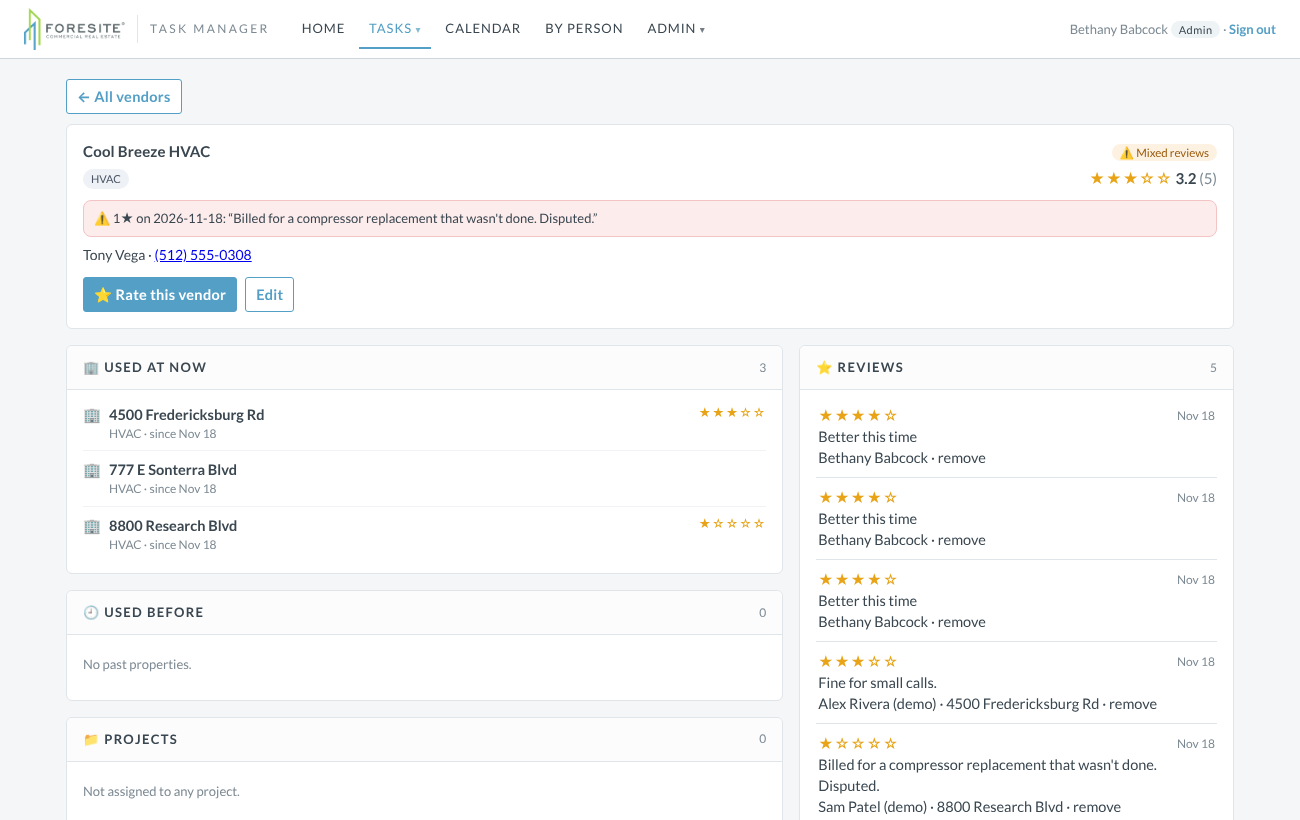 FORESITE®
COMMERCIAL REAL ESTATE
TASK MANAGER
HOME
TASKS ▾
CALENDAR
BY PERSON
ADMIN ▾
Bethany Babcock Admin · Sign out
← All vendors
Cool Breeze HVAC
⚠️ Mixed reviews
HVAC
★★★☆☆ 3.2 (5)
⚠️ 1★ on 2026-11-18: “Billed for a compressor replacement that wasn't done. Disputed.”
Tony Vega · (512) 555-0308
⭐ Rate this vendor
Edit
🏢 USED AT NOW 3
🏢 4500 Fredericksburg Rd ★★★☆☆
HVAC · since Nov 18
🏢 777 E Sonterra Blvd
HVAC · since Nov 18
🏢 8800 Research Blvd ★☆☆☆☆
HVAC · since Nov 18
🕘 USED BEFORE 0
No past properties.
📁 PROJECTS 0
Not assigned to any project.
⭐ REVIEWS 5
★★★★☆ Nov 18
Better this time
Bethany Babcock · remove
★★★★☆ Nov 18
Better this time
Bethany Babcock · remove
★★★★☆ Nov 18
Better this time
Bethany Babcock · remove
★★★☆☆ Nov 18
Fine for small calls.
Alex Rivera (demo) · 4500 Fredericksburg Rd · remove
★☆☆☆☆ Nov 18
Billed for a compressor replacement that wasn't done.
Disputed.
Sam Patel (demo) · 8800 Research Blvd · remove